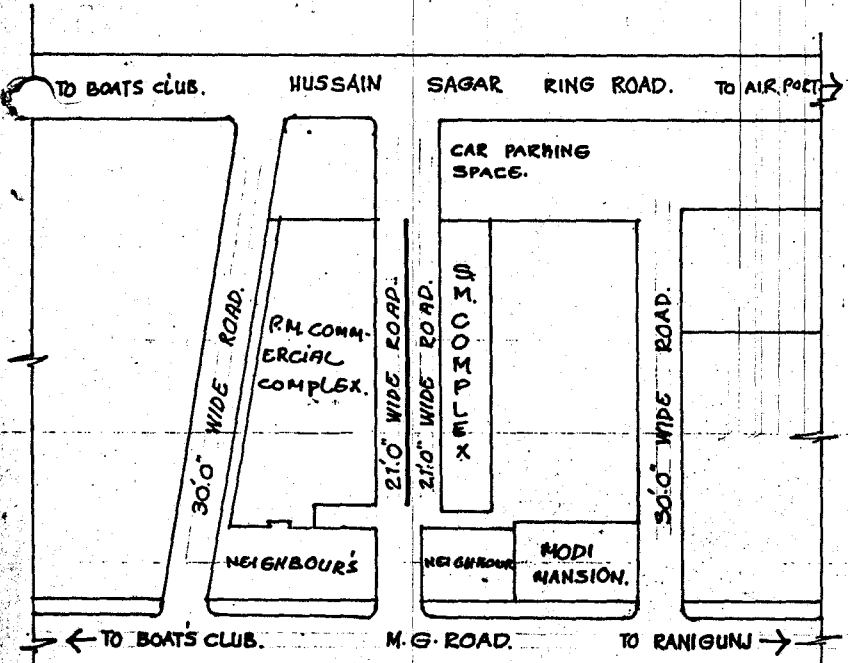 TO BOATS CLUB. HUSSAIN SAGAR RING ROAD. TO AIR.PORT
CAR PARKING
SPACE.
30'.0" WIDE ROAD.
P.M. COMM-
ERCIAL
COMPLEX.
21'.0" WIDE ROAD.
21'.0" WIDE ROAD.
S.M. COMPLEX
30'.0" WIDE ROAD.
NEIGHBOUR'S
NEIGHBOUR
MODI
MANSION.
TO BOAT'S CLUB. M.G. ROAD. TO RANIGUNJ